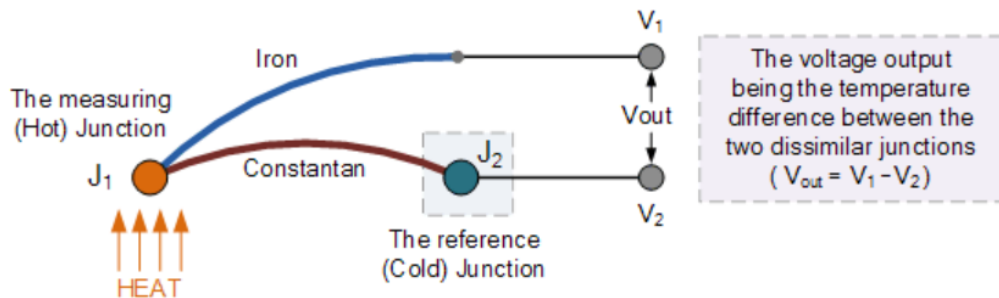 V1
Iron
The measuring
(Hot) Junction
J1
Constantan
J2
Vout
V2
The reference
(Cold) Junction
HEAT
The voltage output
being the temperature
difference between the
two dissimilar junctions
( Vout = V1 - V2)